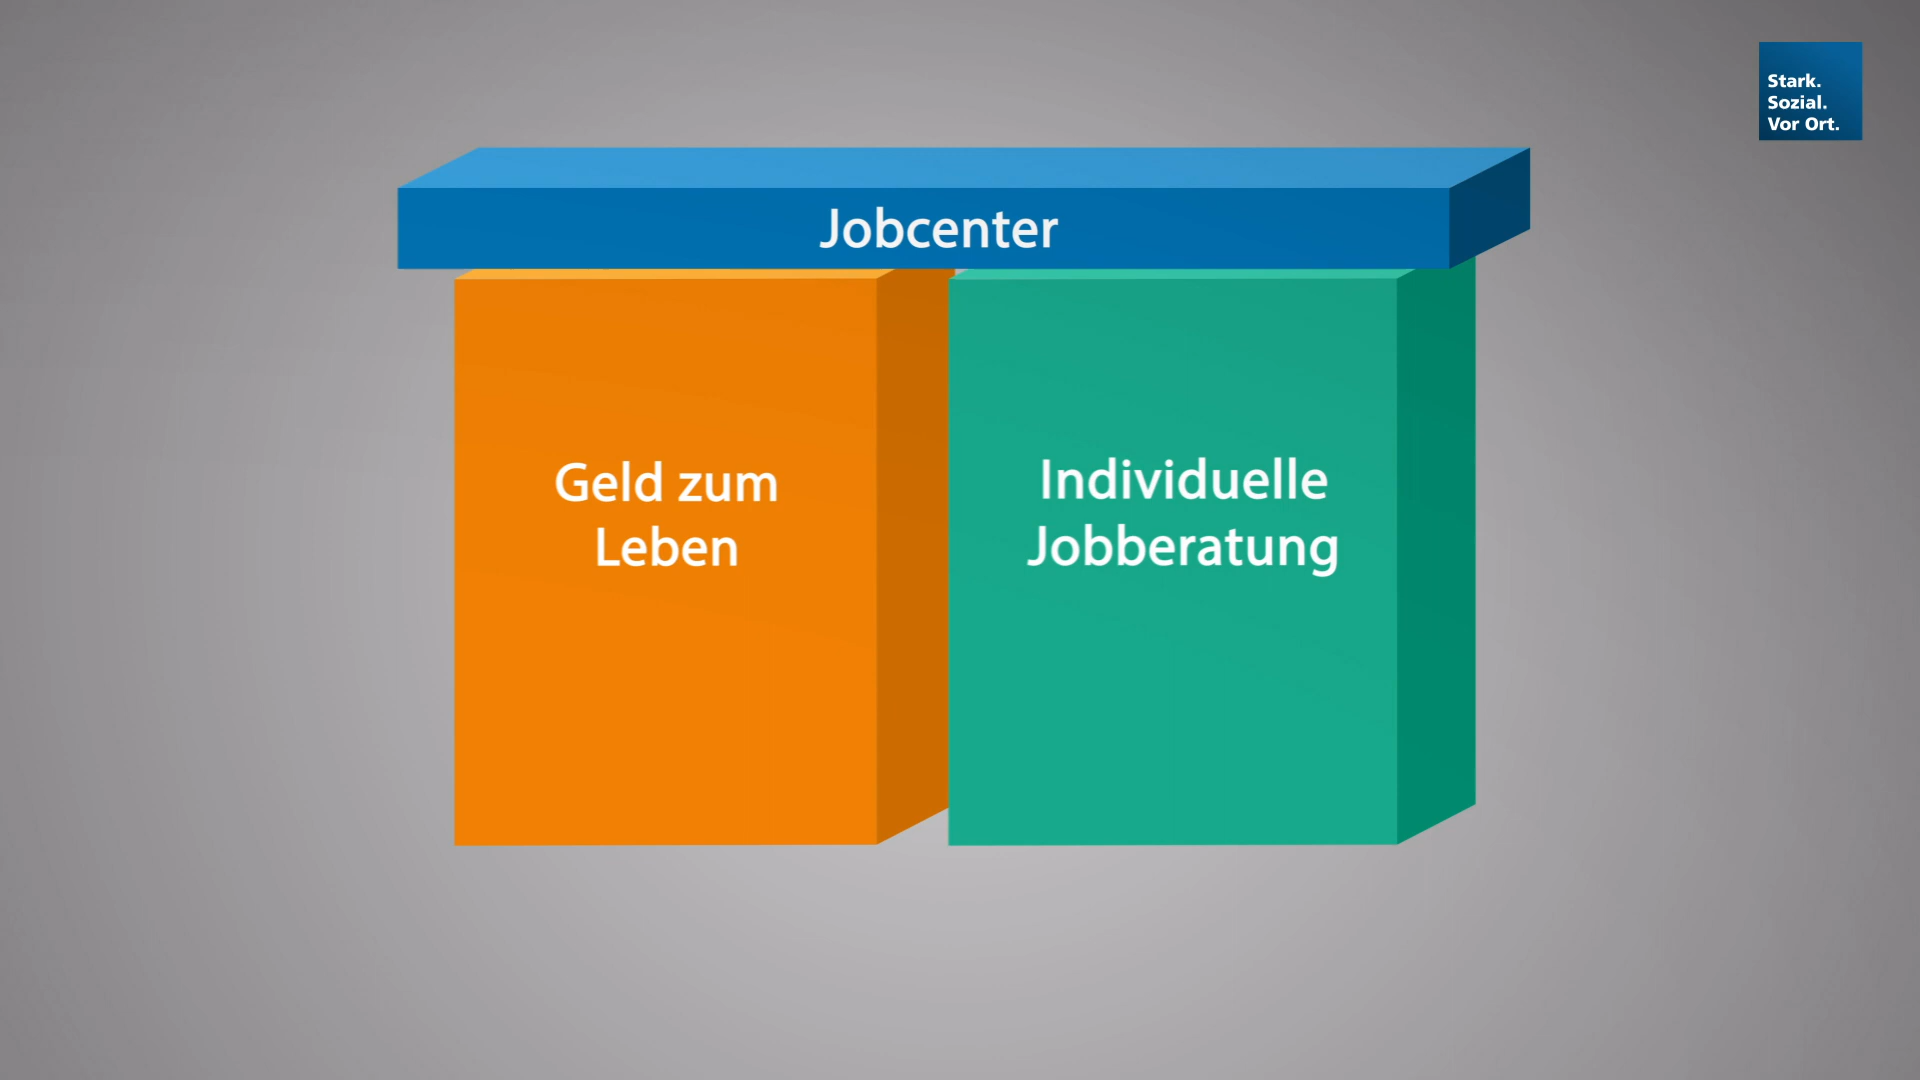 Stark.
Sozial.
Vor Ort.
Jobcenter
Geld zum
Leben
Individuelle
Jobberatung